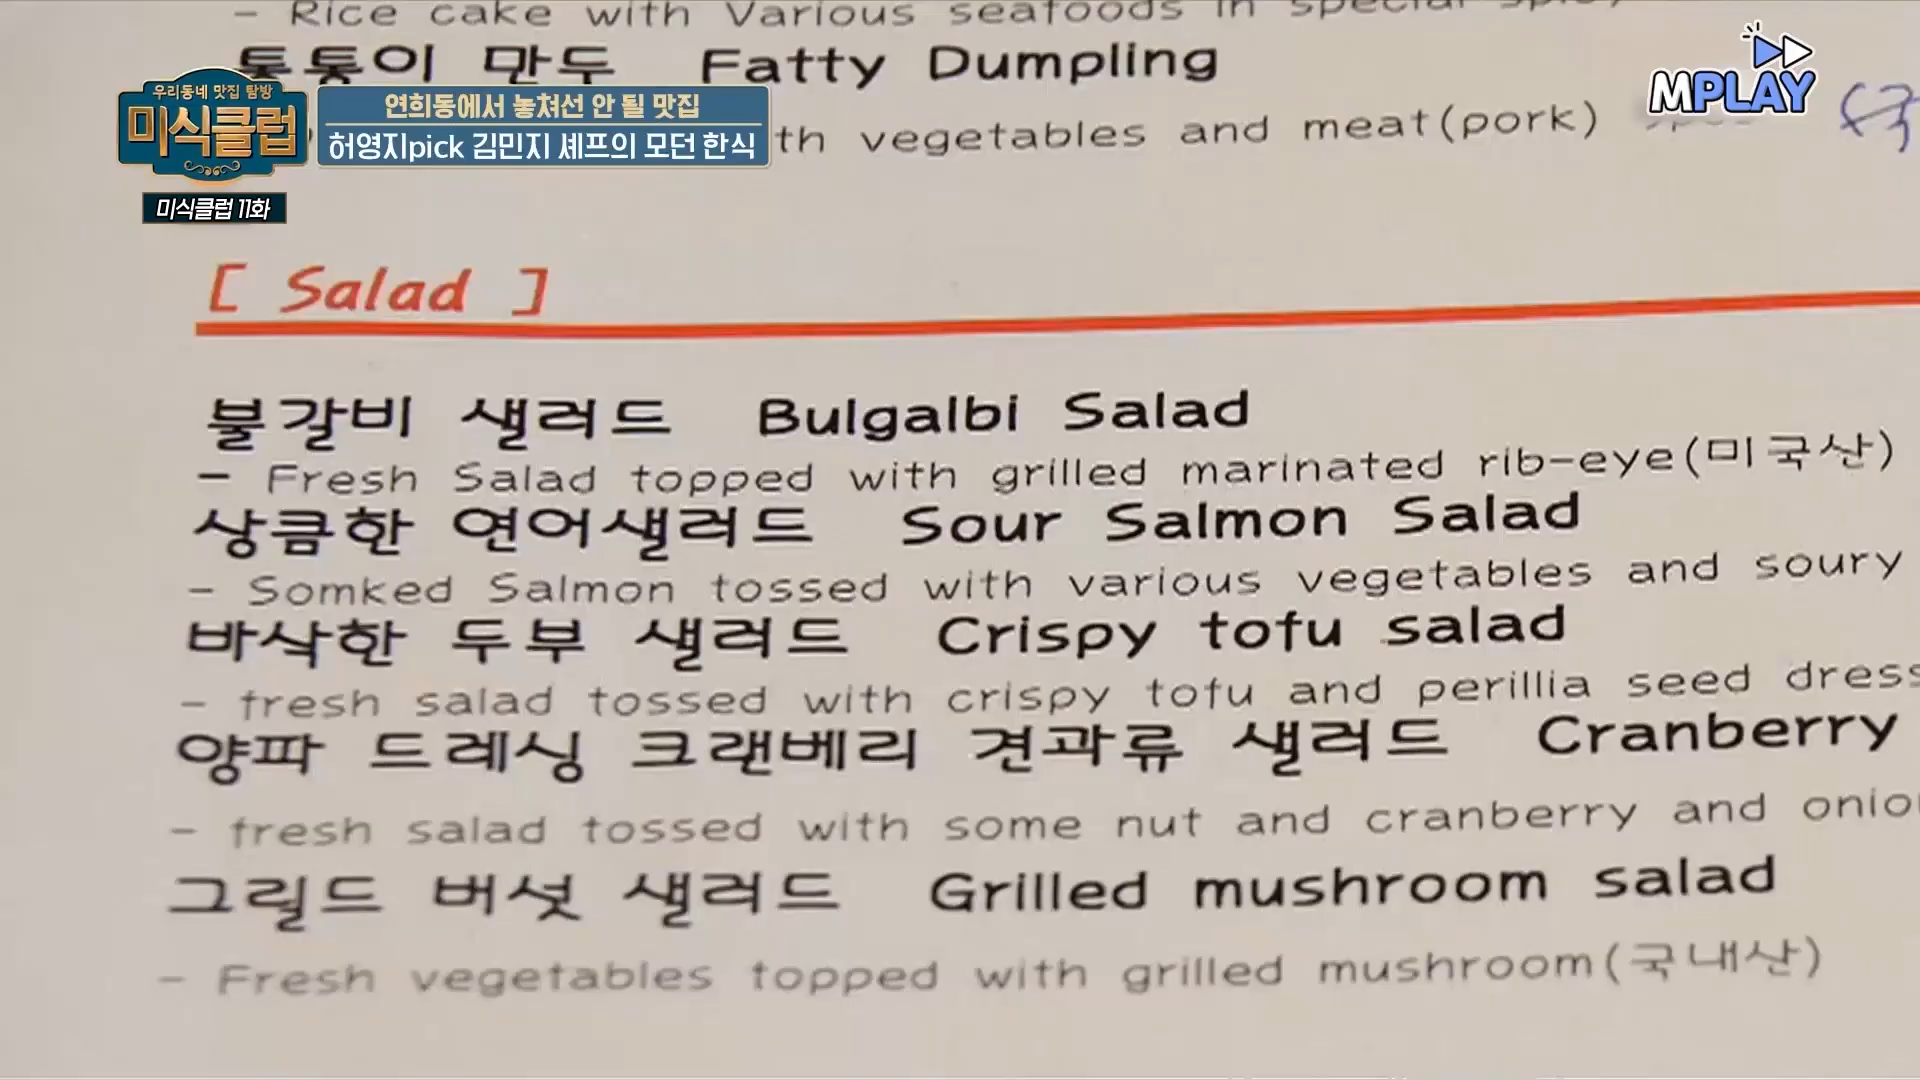 - Rice cake with Various seafoods in special
통통이 만두 Fatty Dumpling
우리동네 맛집 탐방
미식클럽
연희동에서 놓쳐선 안 될 맛집
허영지pick 김민지 셰프의 모던 한식
미식클럽 11화
MPLAY
th vegetables and meat(pork)
[ Salad ]
불갈비 샐러드 Bulgalbi Salad
- Fresh Salad topped with grilled marinated rib-eye(미국산)
상큼한 연어샐러드 Sour Salmon Salad
- Somked Salmon tossed with various vegetables and soury
바삭한 두부 샐러드 Crispy tofu salad
- fresh salad tossed with crispy tofu and perillia seed dress
양파 드레싱 크랜베리 견과류 샐러드 Cranberry
- fresh salad tossed with some nut and cranberry and onio
그릴드 버섯 샐러드 Grilled mushroom salad
- Fresh vegetables topped with grilled mushroom(국내산)